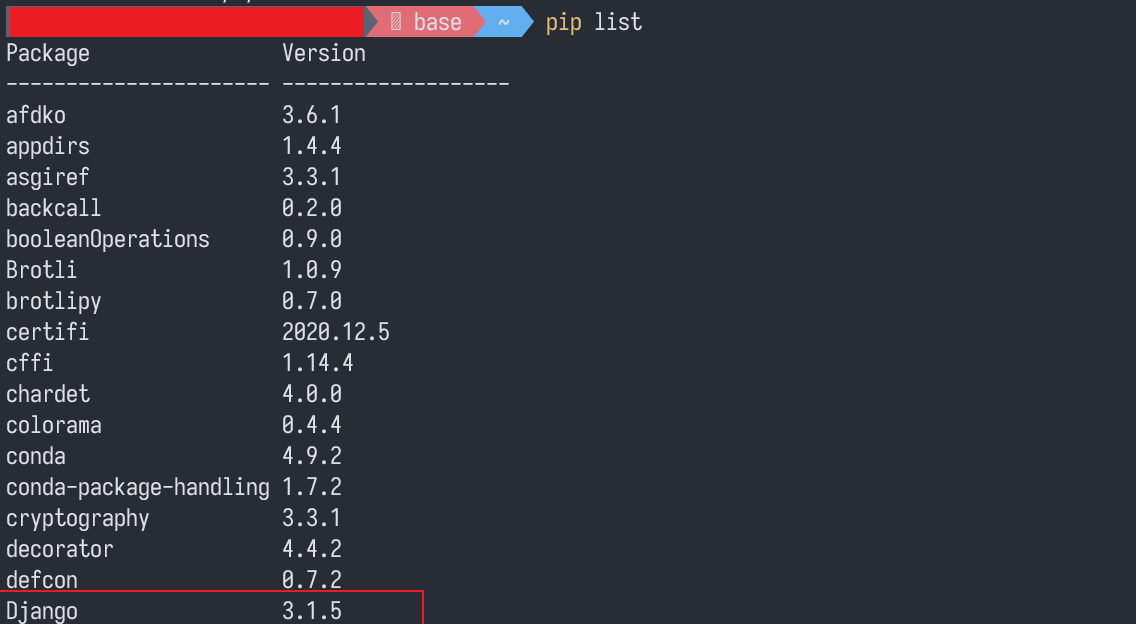 base ~ pip list
Package Version
---------------------- -------------------
afdko 3.6.1
appdirs 1.4.4
asgiref 3.3.1
backcall 0.2.0
booleanOperations 0.9.0
Brotli 1.0.9
brotlipy 0.7.0
certifi 2020.12.5
cffi 1.14.4
chardet 4.0.0
colorama 0.4.4
conda 4.9.2
conda-package-handling 1.7.2
cryptography 3.3.1
decorator 4.4.2
defcon 0.7.2
Django 3.1.5